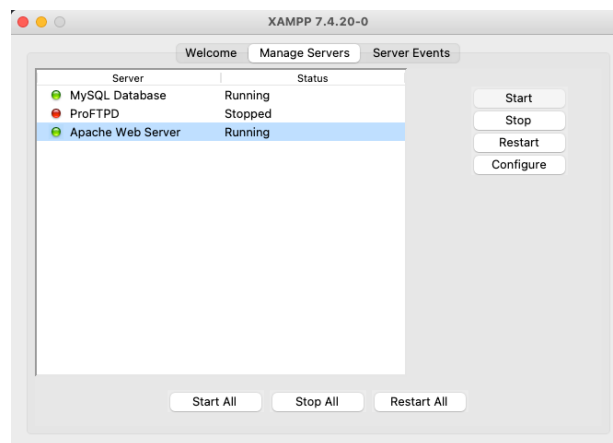 XAMPP 7.4.20-0
Welcome Manage Servers Server Events
Server Status
MySQL Database Running
ProFTPD Stopped
Apache Web Server Running
Start
Stop
Restart
Configure
Start All Stop All Restart All